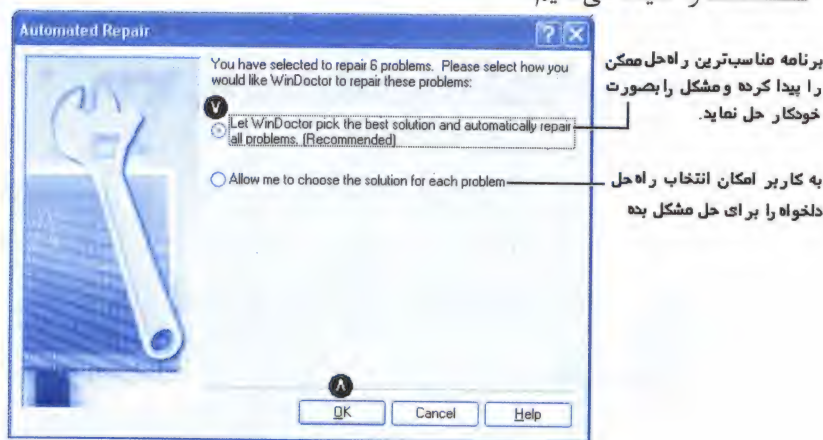 Automated Repair
You have selected to repair 6 problems. Please select how you
would like WinDoctor to repair these problems:
۷
Let WinDoctor pick the best solution and automatically repair
all problems. (Recommended)
Allow me to choose the solution for each problem
۸
OK Cancel Help
برنامه مناسب‌ترین راه‌حل ممکن
را پیدا کرده و مشکل را بصورت
خودکار حل نماید.
به کاربر امکان انتخاب راه‌حل
دلخواه را برای حل مشکل بده